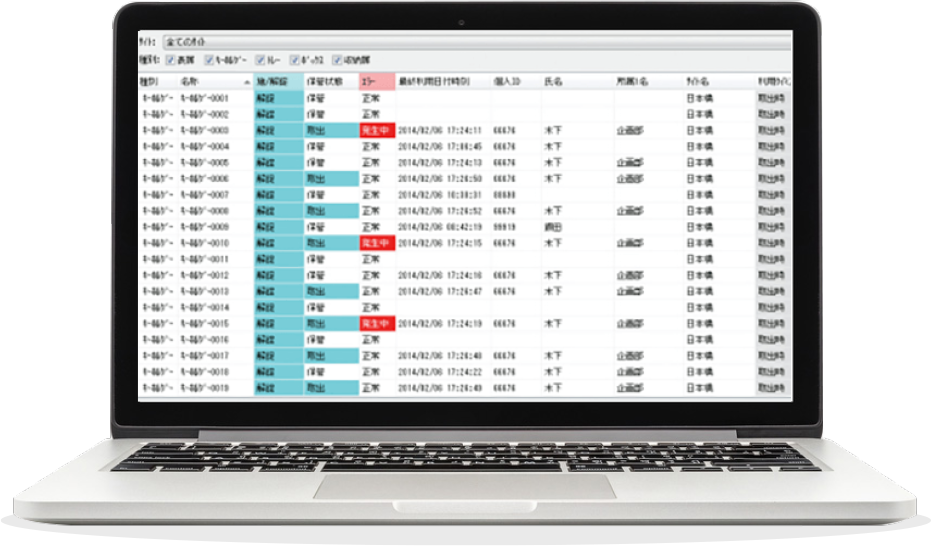 ｻｲﾄ: 全てのｻｲﾄ
種別: 表扉 ｷｰﾎﾙﾀﾞｰ ﾄﾚｰ ﾎﾞｯｸｽ 収納扉
種別 名称 施/解錠 保管状態 ｴﾗｰ 最終利用日付時刻 個人ID 氏名 所属1名 ｻｲﾄ名
ｷｰﾎﾙﾀﾞｰ ｷｰﾎﾙﾀﾞｰ0001 解錠 保管 正常 日本橋 取出時
ｷｰﾎﾙﾀﾞｰ ｷｰﾎﾙﾀﾞｰ0002 解錠 保管 正常 日本橋 取出時
ｷｰﾎﾙﾀﾞｰ ｷｰﾎﾙﾀﾞｰ0003 解錠 取出 発生中 2014/02/06 17:24:11 66676 木下 企画部 日本橋 取出時
ｷｰﾎﾙﾀﾞｰ ｷｰﾎﾙﾀﾞｰ0004 解錠 保管 正常 2014/02/06 17:06:45 66676 木下 日本橋 取出時
ｷｰﾎﾙﾀﾞｰ ｷｰﾎﾙﾀﾞｰ0005 解錠 保管 正常 2014/02/06 17:24:13 66676 木下 企画部 日本橋 取出時
ｷｰﾎﾙﾀﾞｰ ｷｰﾎﾙﾀﾞｰ0006 解錠 取出 正常 2014/02/06 17:26:50 66676 木下 企画部 日本橋 取出時
ｷｰﾎﾙﾀﾞｰ ｷｰﾎﾙﾀﾞｰ0007 解錠 保管 正常 2014/02/06 10:38:31 日本橋 取出時
ｷｰﾎﾙﾀﾞｰ ｷｰﾎﾙﾀﾞｰ0008 解錠 取出 正常 2014/02/06 17:26:52 66676 木下 企画部 日本橋 取出時
ｷｰﾎﾙﾀﾞｰ ｷｰﾎﾙﾀﾞｰ0009 解錠 保管 正常 2014/02/06 08:42:19 日本橋 取出時
ｷｰﾎﾙﾀﾞｰ ｷｰﾎﾙﾀﾞｰ0010 解錠 取出 発生中 2014/02/06 17:24:15 66676 木下 企画部 日本橋 取出時
ｷｰﾎﾙﾀﾞｰ ｷｰﾎﾙﾀﾞｰ0011 解錠 保管 正常 日本橋 取出時
ｷｰﾎﾙﾀﾞｰ ｷｰﾎﾙﾀﾞｰ0012 解錠 保管 正常 2014/02/06 17:24:16 66676 木下 企画部 日本橋 取出時
ｷｰﾎﾙﾀﾞｰ ｷｰﾎﾙﾀﾞｰ0013 解錠 取出 正常 2014/02/06 17:26:47 66676 木下 企画部 日本橋 取出時
ｷｰﾎﾙﾀﾞｰ ｷｰﾎﾙﾀﾞｰ0014 解錠 保管 正常 日本橋 取出時
ｷｰﾎﾙﾀﾞｰ ｷｰﾎﾙﾀﾞｰ0015 解錠 取出 発生中 2014/02/06 17:24:19 66676 木下 企画部 日本橋 取出時
ｷｰﾎﾙﾀﾞｰ ｷｰﾎﾙﾀﾞｰ0016 解錠 保管 正常 日本橋 取出時
ｷｰﾎﾙﾀﾞｰ ｷｰﾎﾙﾀﾞｰ0017 解錠 取出 正常 2014/02/06 17:26:48 66676 木下 企画部 日本橋 取出時
ｷｰﾎﾙﾀﾞｰ ｷｰﾎﾙﾀﾞｰ0018 解錠 保管 正常 2014/02/06 17:24:22 66676 木下 企画部 日本橋 取出時
ｷｰﾎﾙﾀﾞｰ ｷｰﾎﾙﾀﾞｰ0019 解錠 取出 正常 2014/02/06 17:26:49 66676 木下 企画部 日本橋 取出時